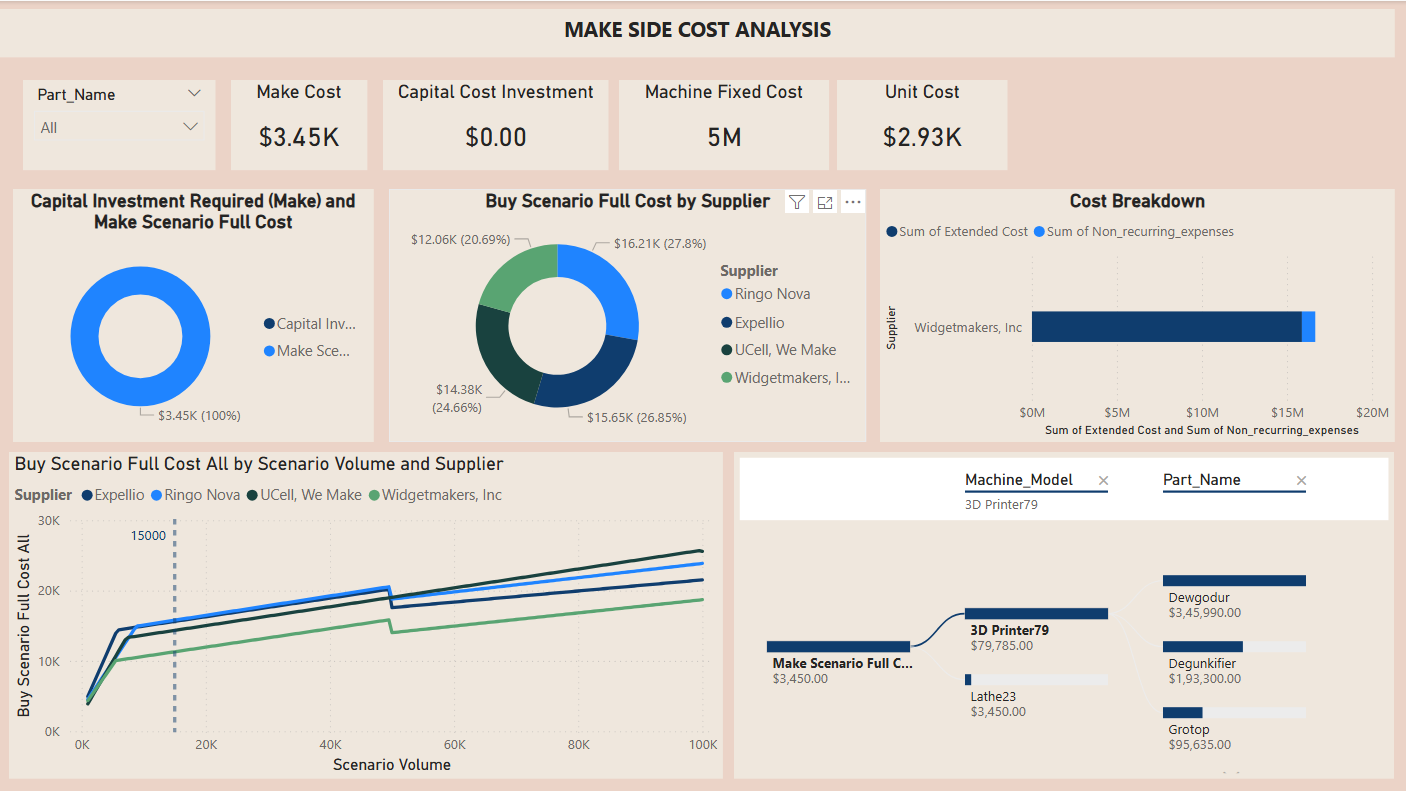 MAKE SIDE COST ANALYSIS
Part_Name
All
Make Cost
$3.45K
Capital Cost Investment
$0.00
Machine Fixed Cost
5M
Unit Cost
$2.93K
Capital Investment Required (Make) and
Make Scenario Full Cost
Capital Inv...
Make Sce...
$3.45K (100%)
Buy Scenario Full Cost by Supplier
$12.06K (20.69%)
$16.21K (27.8%)
$14.38K
(24.66%)
$15.65K (26.85%)
Supplier
Ringo Nova
Expellio
UCell, We Make
Widgetmakers, I...
Cost Breakdown
Sum of Extended Cost
Sum of Non_recurring_expenses
Supplier
Widgetmakers, Inc
$0M $5M $10M $15M $20M
Sum of Extended Cost and Sum of Non_recurring_expenses
Buy Scenario Full Cost All by Scenario Volume and Supplier
Supplier Expellio Ringo Nova UCell, We Make Widgetmakers, Inc
Buy Scenario Full Cost All
30K
20K
10K
0K
15000
0K 20K 40K 60K 80K 100K
Scenario Volume
Machine_Model
3D Printer79
Part_Name
Make Scenario Full C...
$3,450.00
3D Printer79
$79,785.00
Lathe23
$3,450.00
Dewgodur
$3,45,990.00
Degunkifier
$1,93,300.00
Grotop
$95,635.00